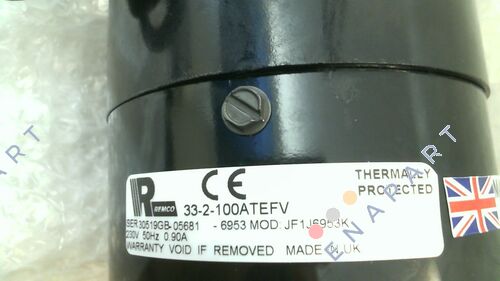 R REMCO CE
33-2-100ATEFV
THERMALLY
PROTECTED
SER 30519GB-05681 - 6953 MOD: JF1J6953K
230V 50Hz 0.90A
WARRANTY VOID IF REMOVED MADE IN UK
ENAPART